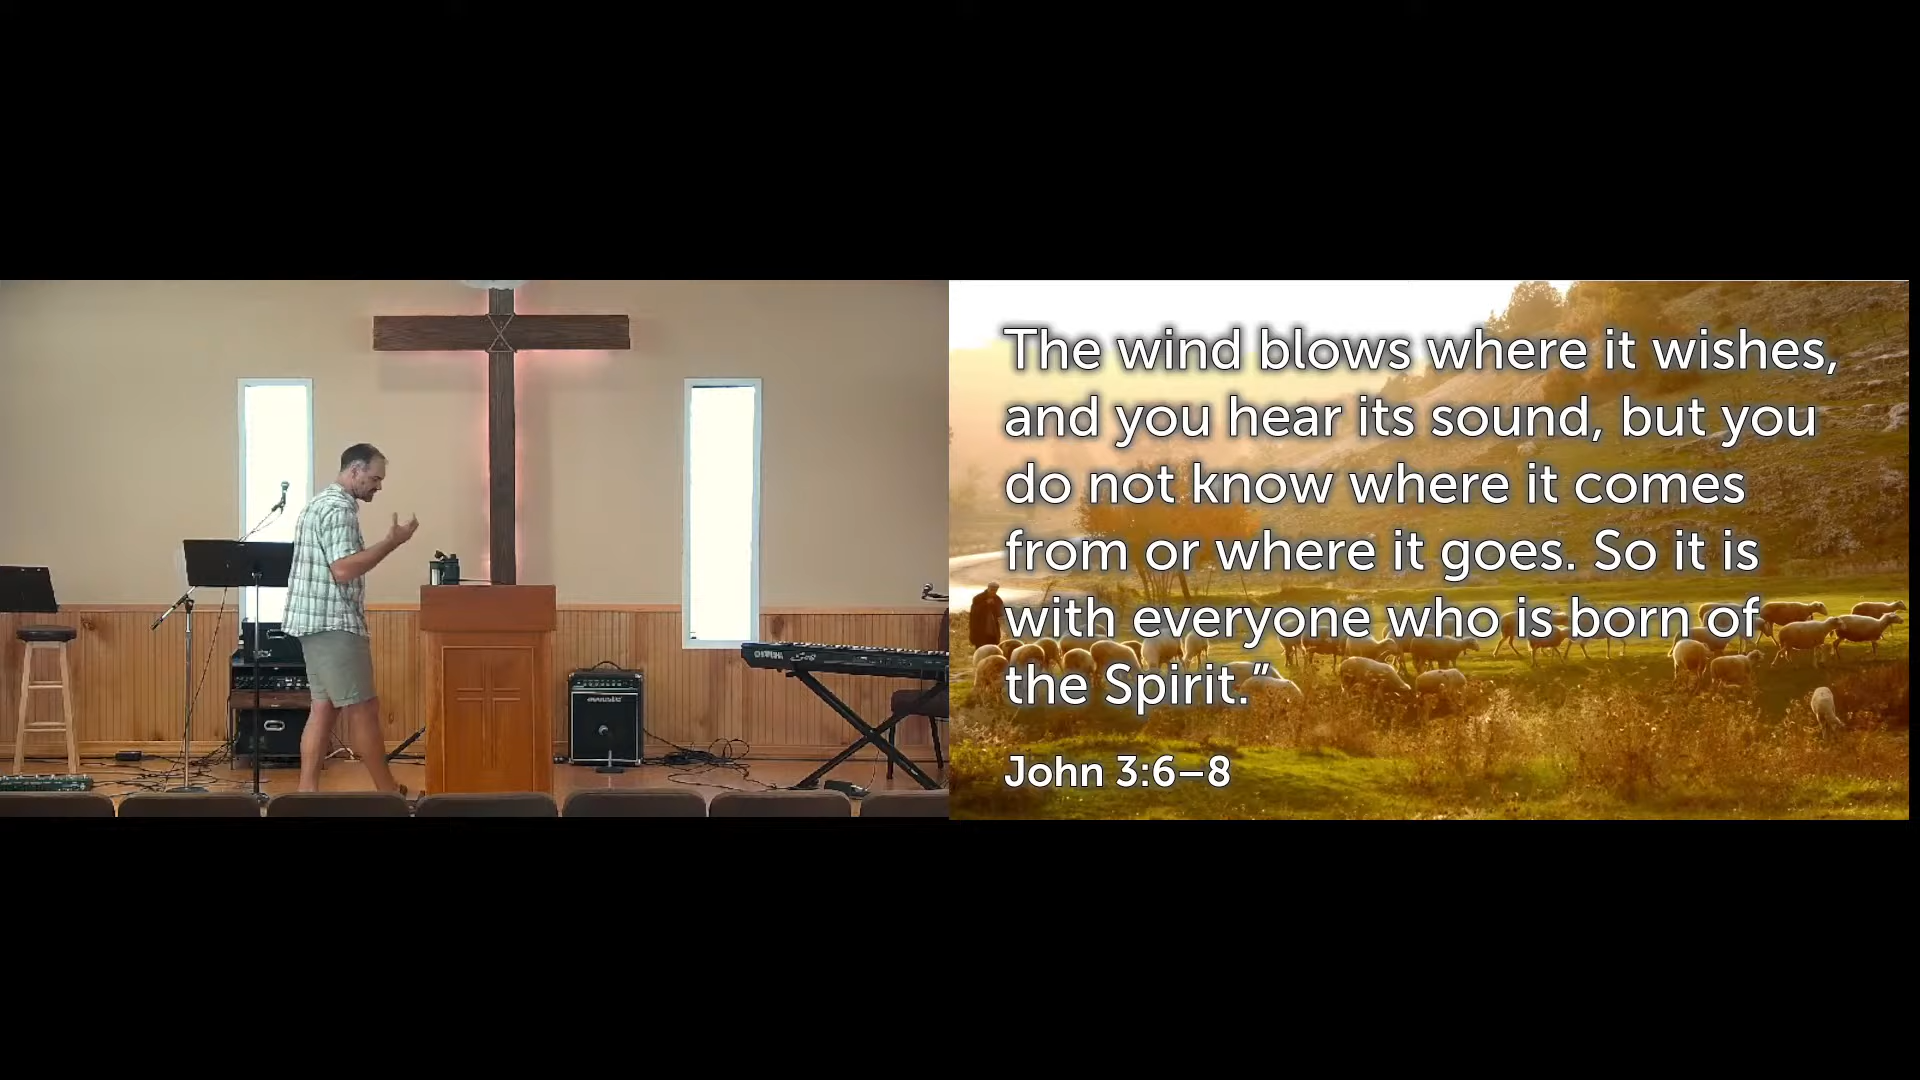 The wind blows where it wishes,
and you hear its sound, but you
do not know where it comes
from or where it goes. So it is
with everyone who is born of
the Spirit.”
John 3:6–8
YAMAHA